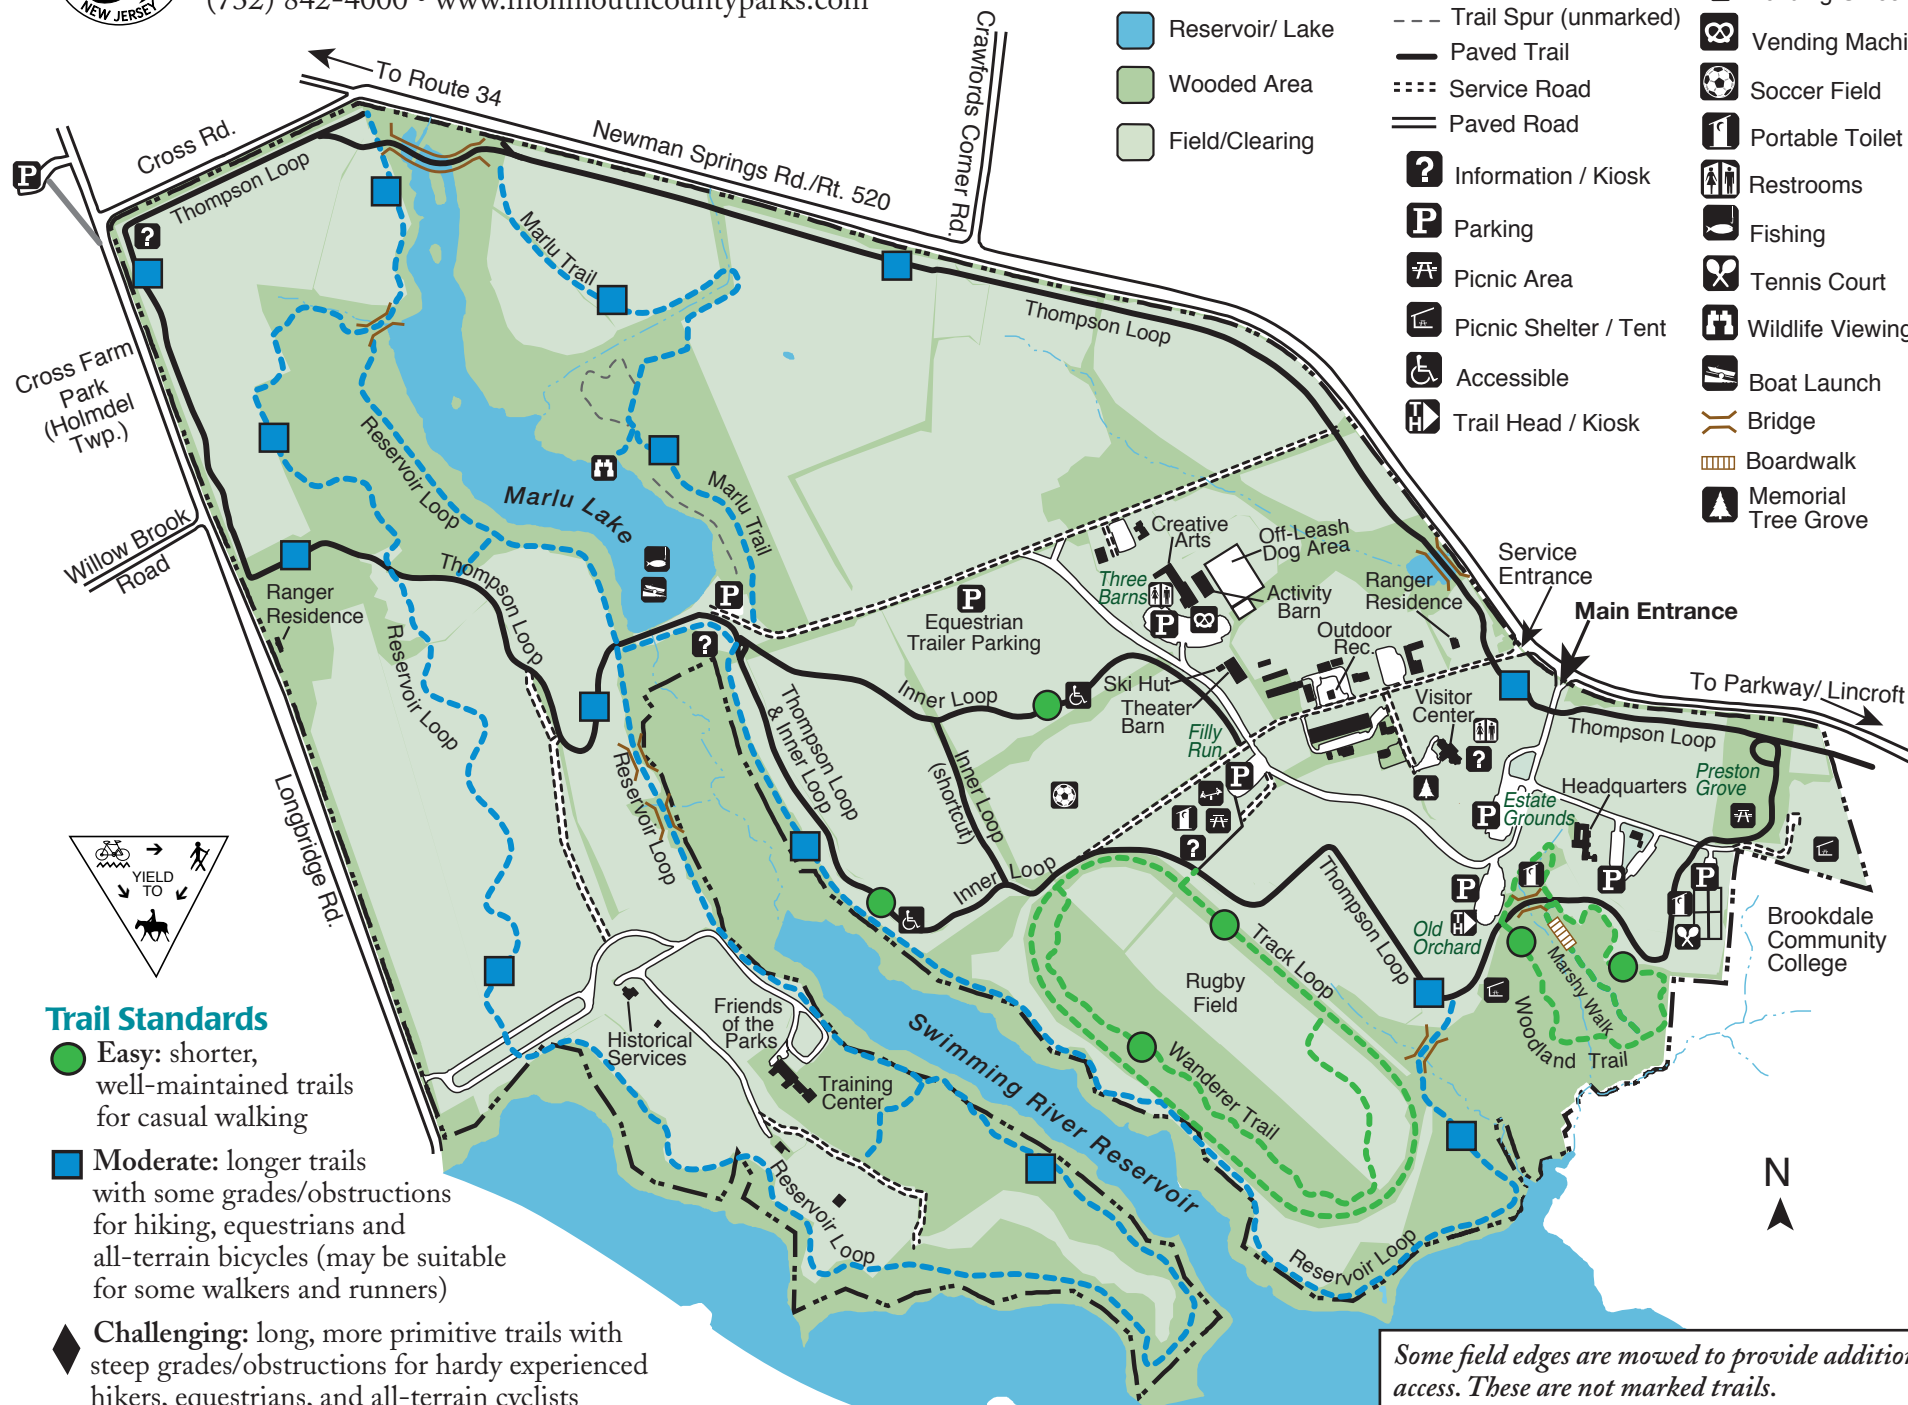 NEW JERSEY
(732) 842-4000 • www.monmouthcountyparks.com
Reservoir/ Lake
Wooded Area
Field/Clearing
Trail Spur (unmarked)
Paved Trail
Service Road
Paved Road
? Information / Kiosk
P Parking
Picnic Area
Picnic Shelter / Tent
Accessible
TH Trail Head / Kiosk
Vending Machi
Soccer Field
Portable Toilet
Restrooms
Fishing
Tennis Court
Wildlife Viewing
Boat Launch
Bridge
Boardwalk
Memorial
Tree Grove
To Route 34
Cross Rd.
Thompson Loop
Newman Springs Rd./Rt. 520
Crawfords Corner Rd.
P
?
Marlu Trail
Thompson Loop
Cross Farm
Park
(Holmdel
Twp.)
Reservoir Loop
Marlu Lake
Marlu Trail
Willow Brook
Road
Ranger
Residence
Thompson Loop
Reservoir Loop
P
?
P
Equestrian
Trailer Parking
Creative
Arts
Off-Leash
Dog Area
Three
Barns
P
Activity
Barn
Ranger
Residence
Outdoor
Rec.
Service
Entrance
Main Entrance
To Parkway/ Lincroft
Inner Loop
Ski Hut
Theater
Barn
Filly
Run
P
?
Visitor
Center
?
Thompson Loop
Preston
Grove
Headquarters
P
Estate
Grounds
Thompson Loop
& Inner Loop
Inner Loop
(shortcut)
Inner Loop
Reservoir Loop
Longbridge Rd.
YIELD
TO
Thompson Loop
P
TH
Old
Orchard
P
P
Brookdale
Community
College
Track Loop
Rugby
Field
Marshy Walk
Woodland Trail
Wanderer Trail
Friends
of the
Parks
Historical
Services
Training
Center
Swimming River Reservoir
Reservoir Loop
Reservoir Loop
N
Trail Standards
Easy: shorter,
well-maintained trails
for casual walking
Moderate: longer trails
with some grades/obstructions
for hiking, equestrians and
all-terrain bicycles (may be suitable
for some walkers and runners)
Challenging: long, more primitive trails with
steep grades/obstructions for hardy experienced
hikers, equestrians, and all-terrain cyclists
Some field edges are mowed to provide addition
access. These are not marked trails.